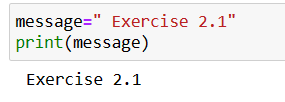 message=" Exercise 2.1"
print(message)
 Exercise 2.1